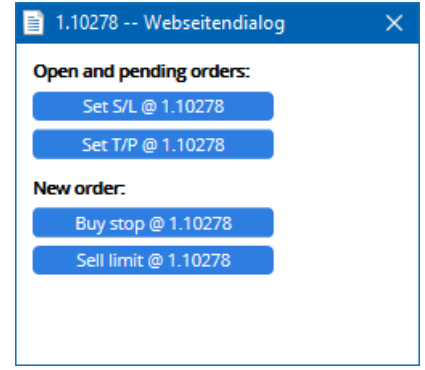 1.10278 -- Webseitendialog
Open and pending orders:
Set S/L @ 1.10278
Set T/P @ 1.10278
New order:
Buy stop @ 1.10278
Sell limit @ 1.10278